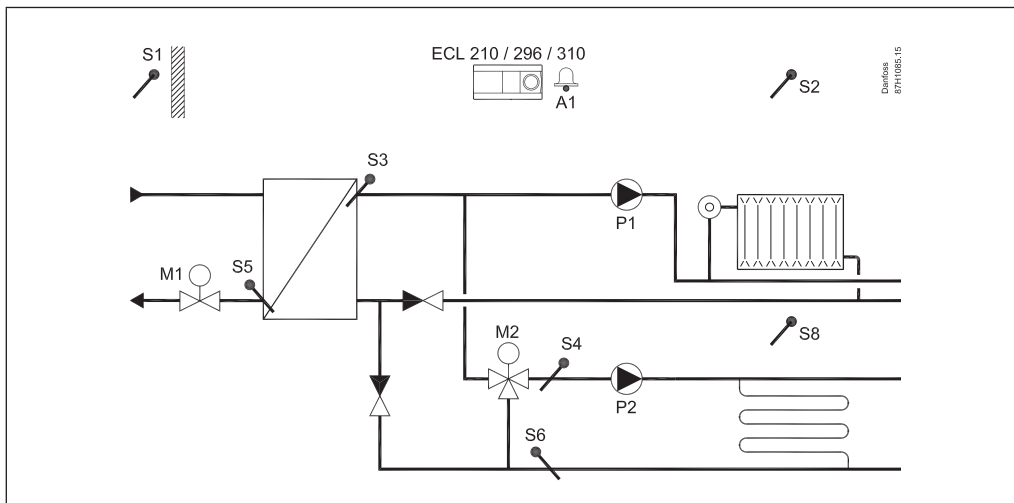 S1
ECL 210 / 296 / 310
A1
S2
Danfoss
87H1085.15
S3
P1
M1
S5
M2
S4
S8
P2
S6